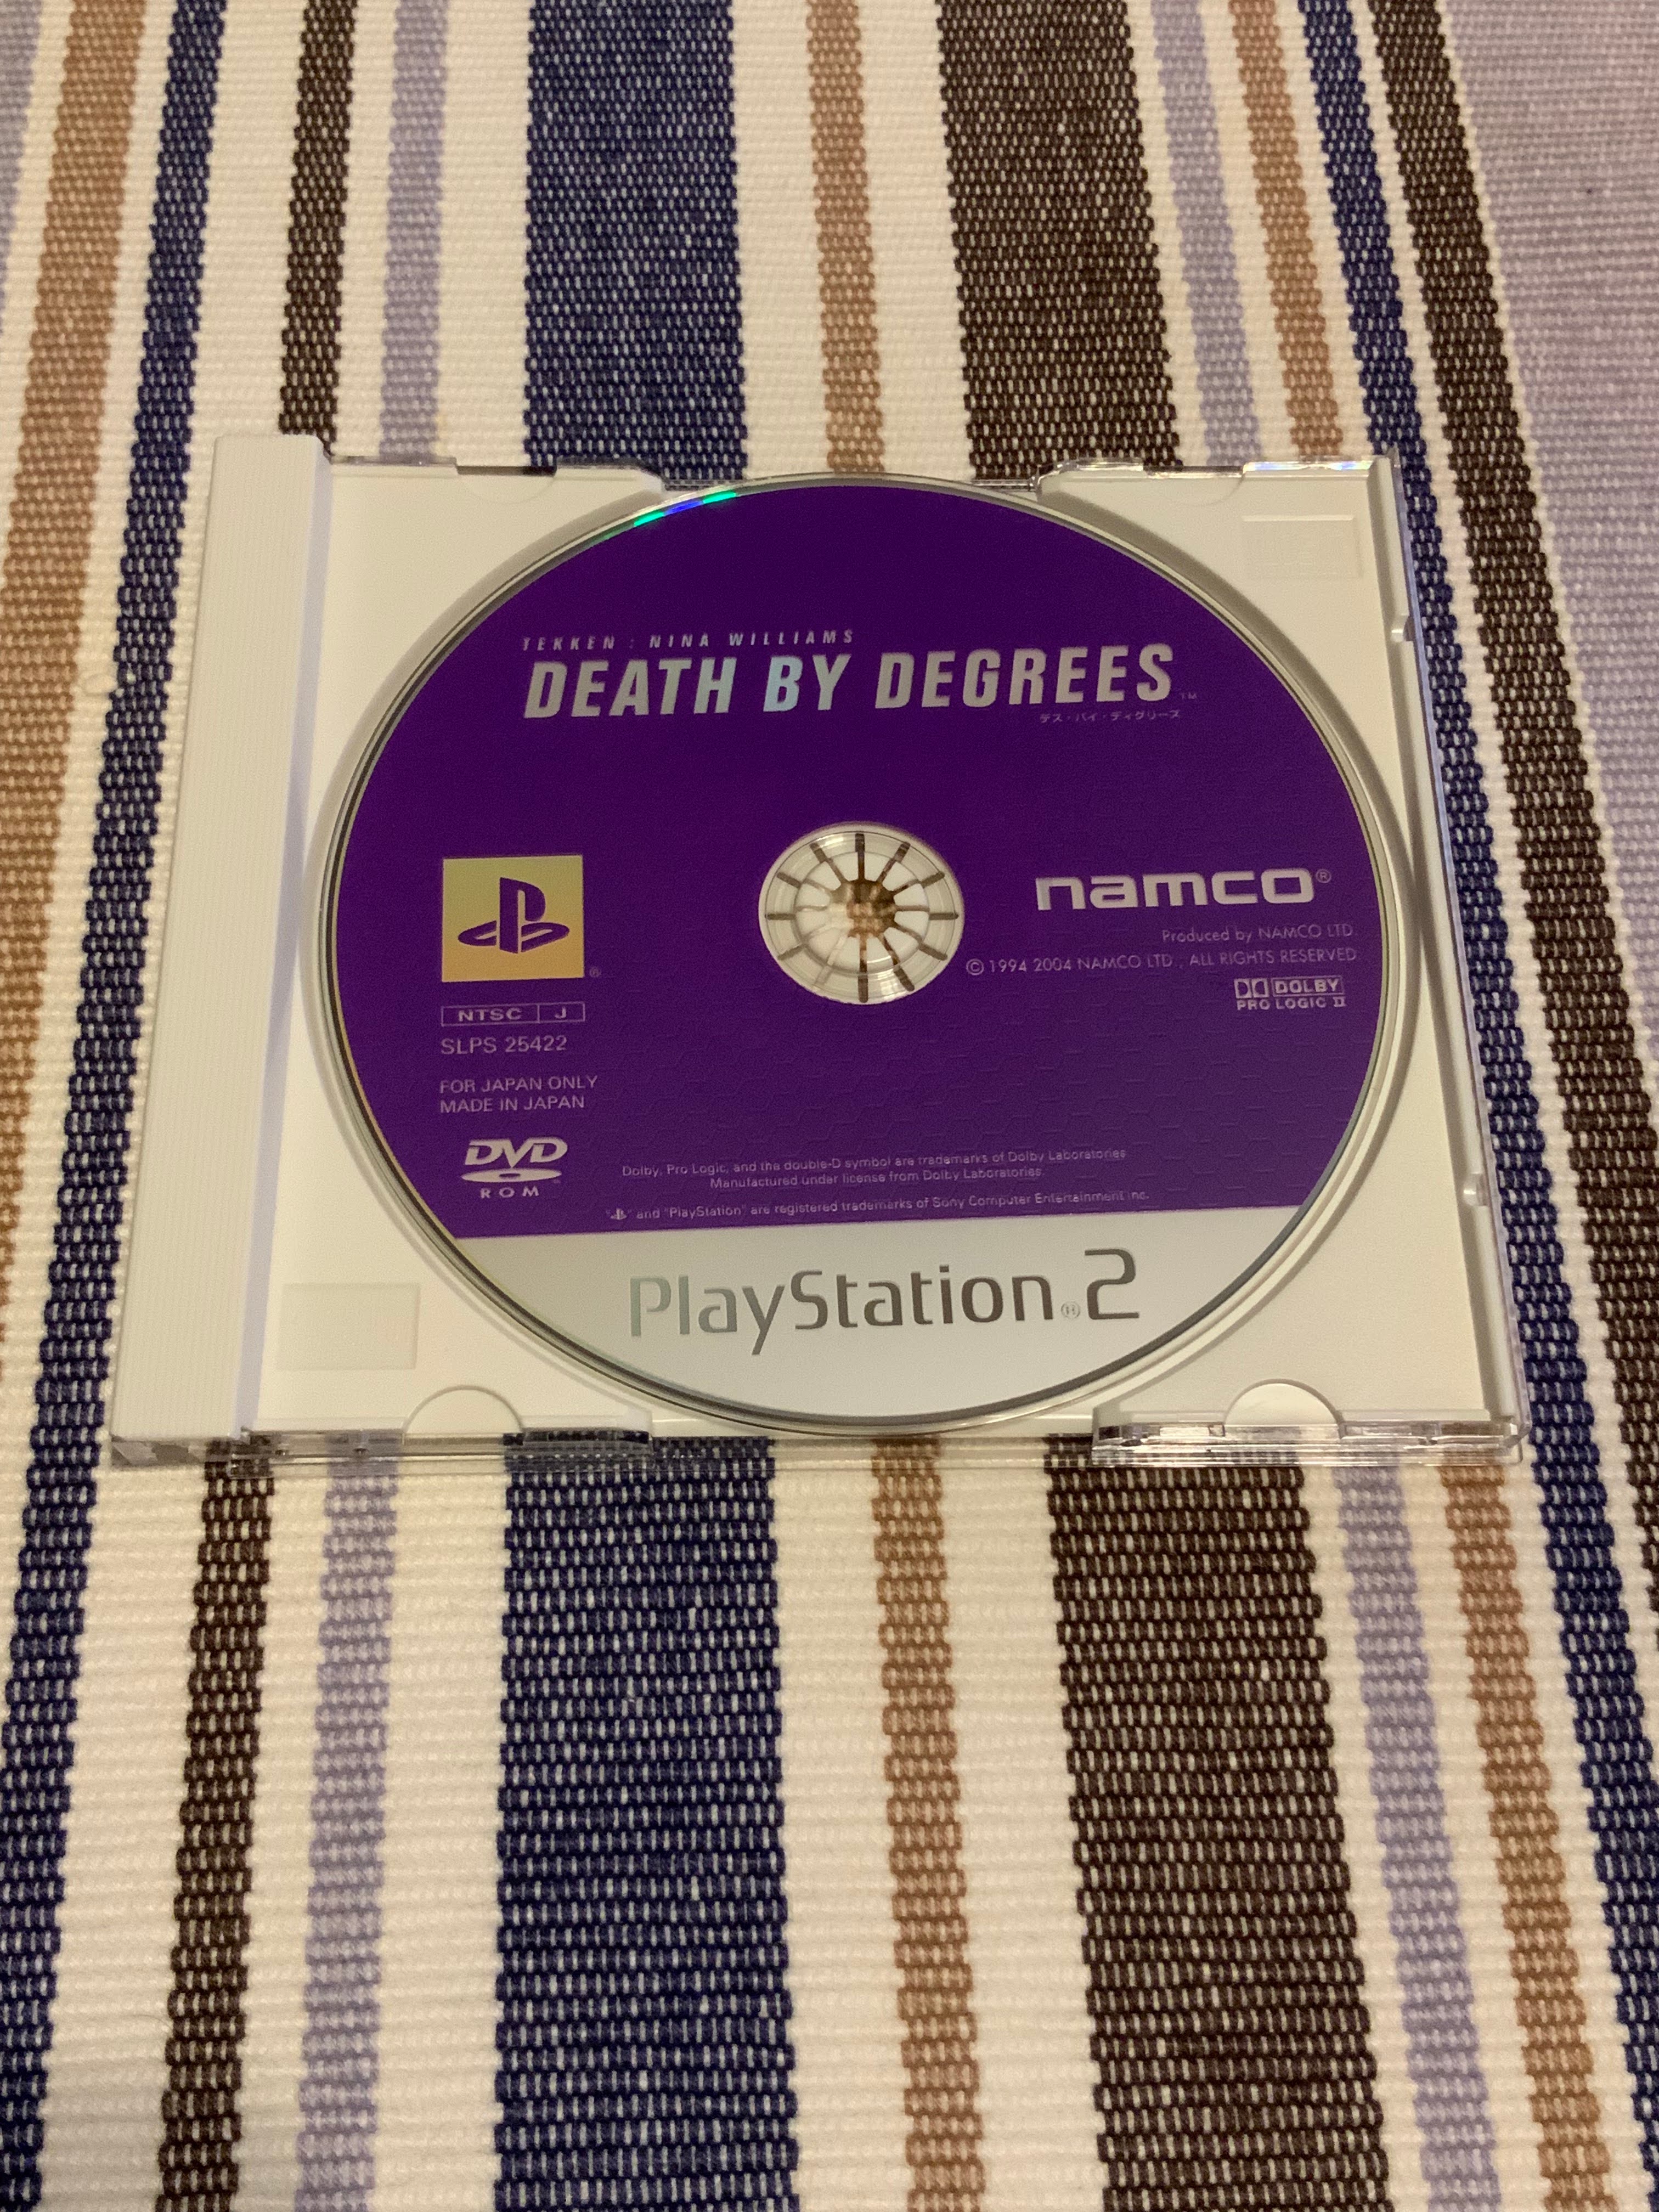 TEKKEN : NINA WILLIAMS
DEATH BY DEGREES™
デス・バイ・ディグリーズ
namco®
Produced by NAMCO LTD.
© 1994 2004 NAMCO LTD., ALL RIGHTS RESERVED
DOLBY
PRO LOGIC II
®
NTSC J
SLPS 25422
FOR JAPAN ONLY
MADE IN JAPAN
DVD
ROM
Dolby, Pro Logic, and the double-D symbol are trademarks of Dolby Laboratories.
Manufactured under license from Dolby Laboratories.
" " and "PlayStation" are registered trademarks of Sony Computer Entertainment Inc.
PlayStation®2